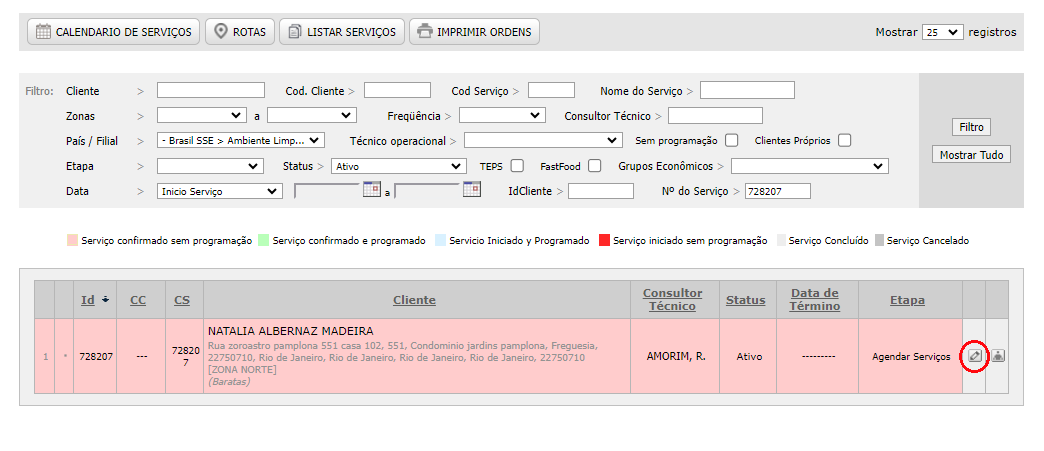 CALENDARIO DE SERVIÇOS ROTAS LISTAR SERVIÇOS IMPRIMIR ORDENS Mostrar 25 registros
Filtro: Cliente > Cod. Cliente > Cod Serviço > Nome do Serviço >
Zonas > a Freqüência > Consultor Técnico >
País / Filial > - Brasil SSE > Ambiente Limp... Técnico operacional > Sem programação Clientes Próprios
Filtro
Etapa > Status > Ativo TEPS FastFood Grupos Econômicos >
Mostrar Tudo
Data > Inicio Serviço a IdCliente > Nº do Serviço > 728207
Serviço confirmado sem programação Serviço confirmado e programado Servicio Iniciado y Programado Serviço iniciado sem programação Serviço Concluído Serviço Cancelado
Id CC CS Cliente Consultor Técnico Status Data de Término Etapa
1 * 728207 --- 728207 NATALIA ALBERNAZ MADEIRA
Rua zoroastro pamplona 551 casa 102, 551, Condominio jardins pamplona, Freguesia,
22750710, Rio de Janeiro, Rio de Janeiro, Rio de Janeiro, Rio de Janeiro, 22750710
[ZONA NORTE]
(Baratas)
AMORIM, R. Ativo --------- Agendar Serviços